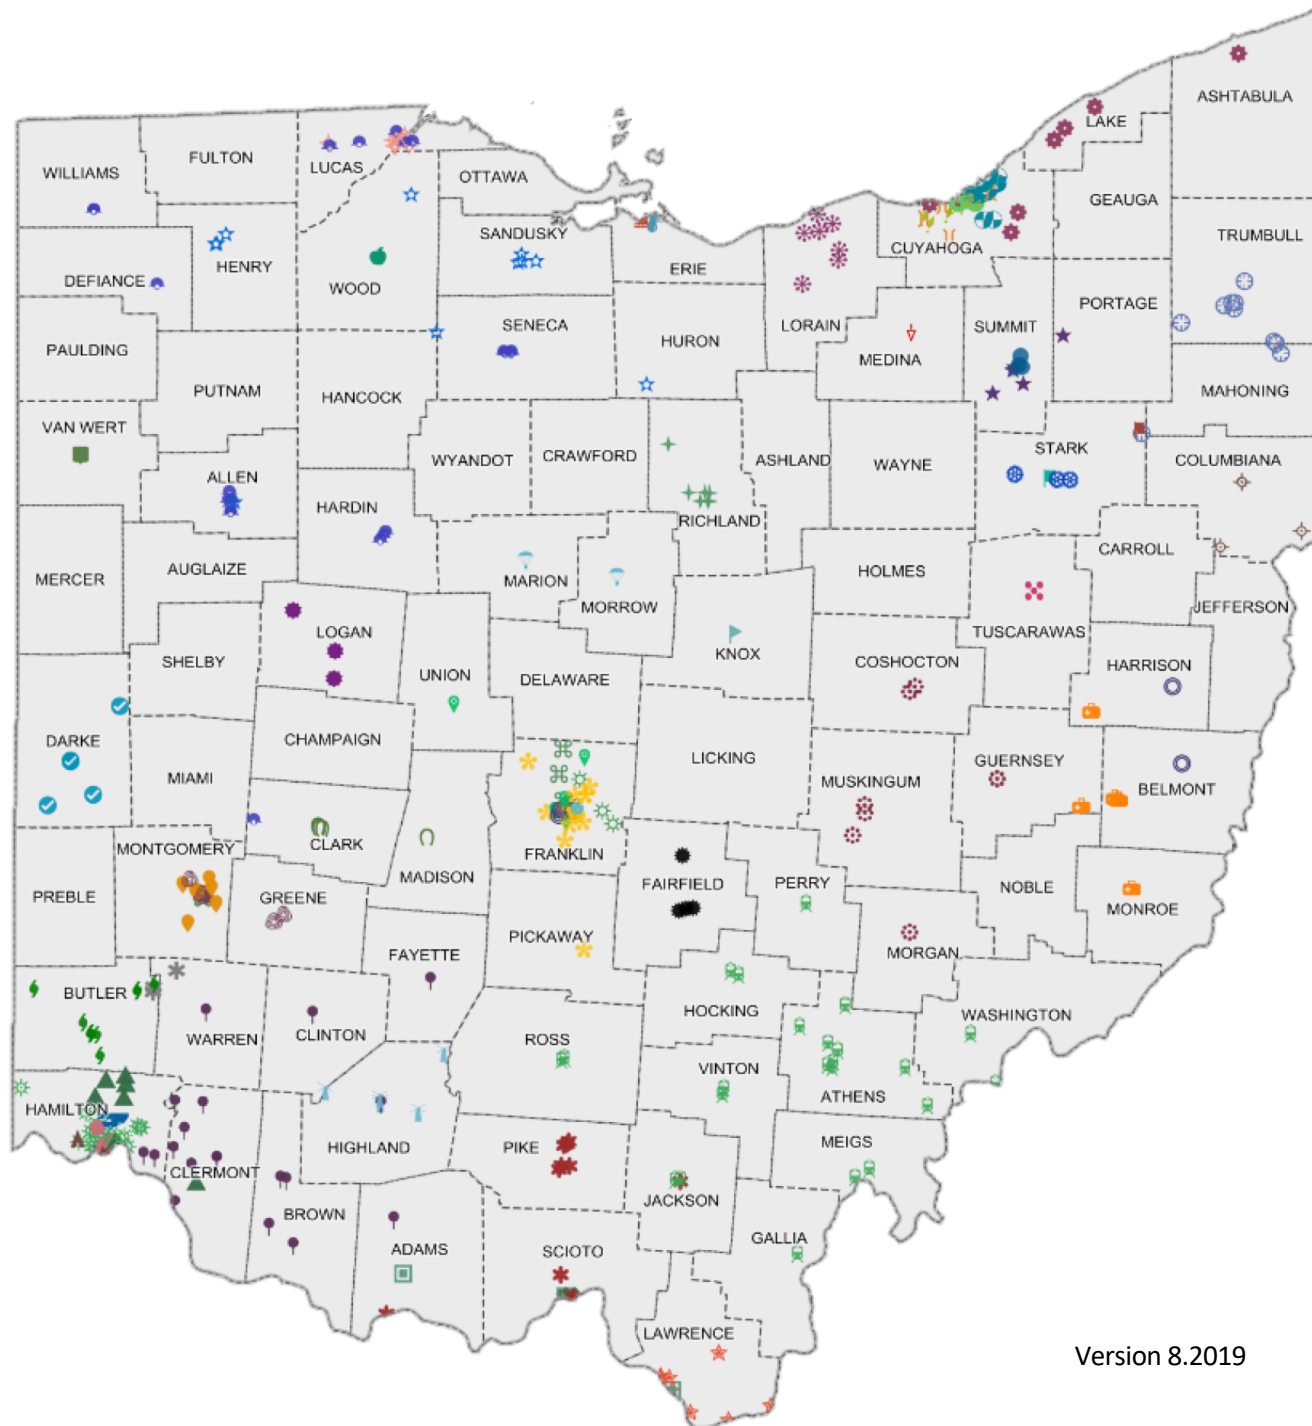 ASHTABULA
LAKE
FULTON
LUCAS
WILLIAMS
OTTAWA
GEAUGA
SANDUSKY
CUYAHOGA
TRUMBULL
HENRY
ERIE
DEFIANCE
WOOD
PORTAGE
SENECA
LORAIN
SUMMIT
HURON
PAULDING
MEDINA
PUTNAM
MAHONING
HANCOCK
VAN WERT
STARK
CRAWFORD
ASHLAND
WYANDOT
COLUMBIANA
WAYNE
ALLEN
HARDIN
RICHLAND
CARROLL
AUGLAIZE
HOLMES
MERCER
MARION
MORROW
JEFFERSON
LOGAN
TUSCARAWAS
KNOX
SHELBY
COSHOCTON
HARRISON
UNION
DELAWARE
CHAMPAIGN
DARKE
LICKING
GUERNSEY
MIAMI
MUSKINGUM
BELMONT
CLARK
MONTGOMERY
FRANKLIN
MADISON
FAIRFIELD
PERRY
NOBLE
PREBLE
GREENE
MONROE
PICKAWAY
FAYETTE
MORGAN
BUTLER
HOCKING
WASHINGTON
WARREN
CLINTON
ROSS
VINTON
ATHENS
HAMILTON
MEIGS
HIGHLAND
PIKE
CLERMONT
JACKSON
BROWN
GALLIA
ADAMS
SCIOTO
LAWRENCE
Version 8.2019